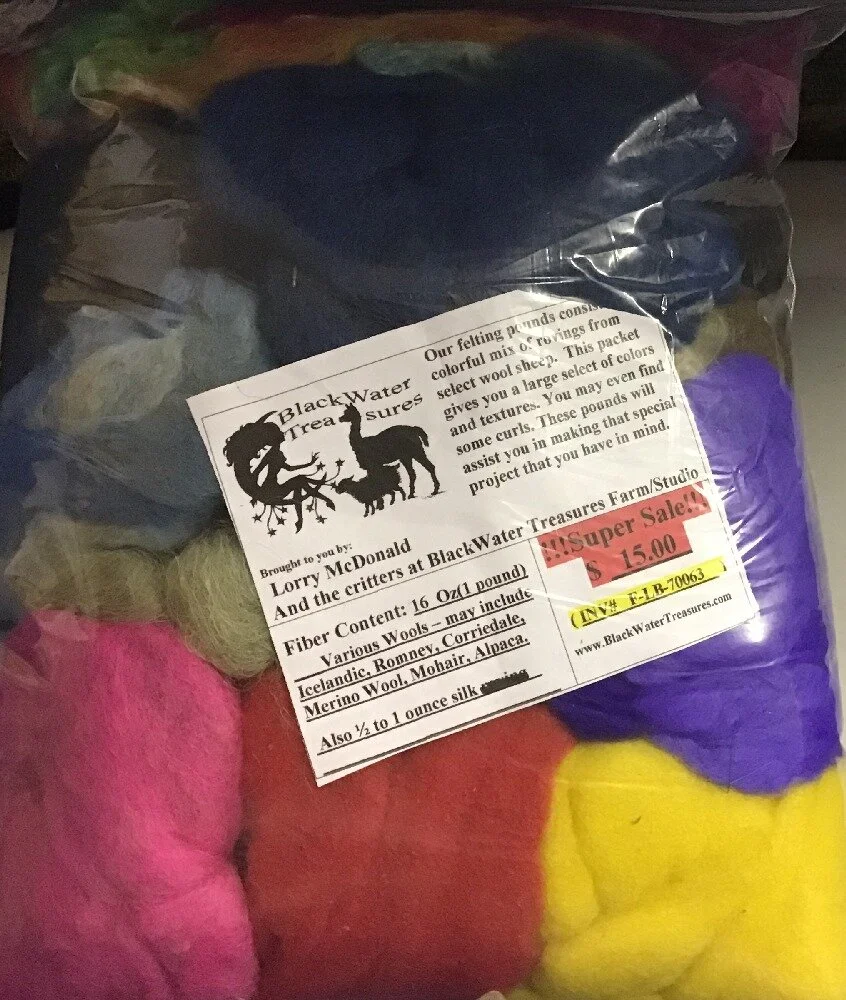 BlackWater
Trea sures
Our felting pounds consis
colorful mix of rovings from
select wool sheep. This packet
gives you a large select of colors
and textures. You may even find
some curls. These pounds will
assist you in making that special
project that you have in mind.
Brought to you by:
Lorry McDonald
And the critters at BlackWater Treasures Farm/Studio
Fiber Content: 16 Oz(1 pound)
Various Wools – may include
Icelandic, Romney, Corriedale,
Merino Wool, Mohair, Alpaca.
Also ½ to 1 ounce silk
!!!Super Sale!!!
$ 15.00
(INV# F-LB-70063 )
www.BlackWaterTreasures.com